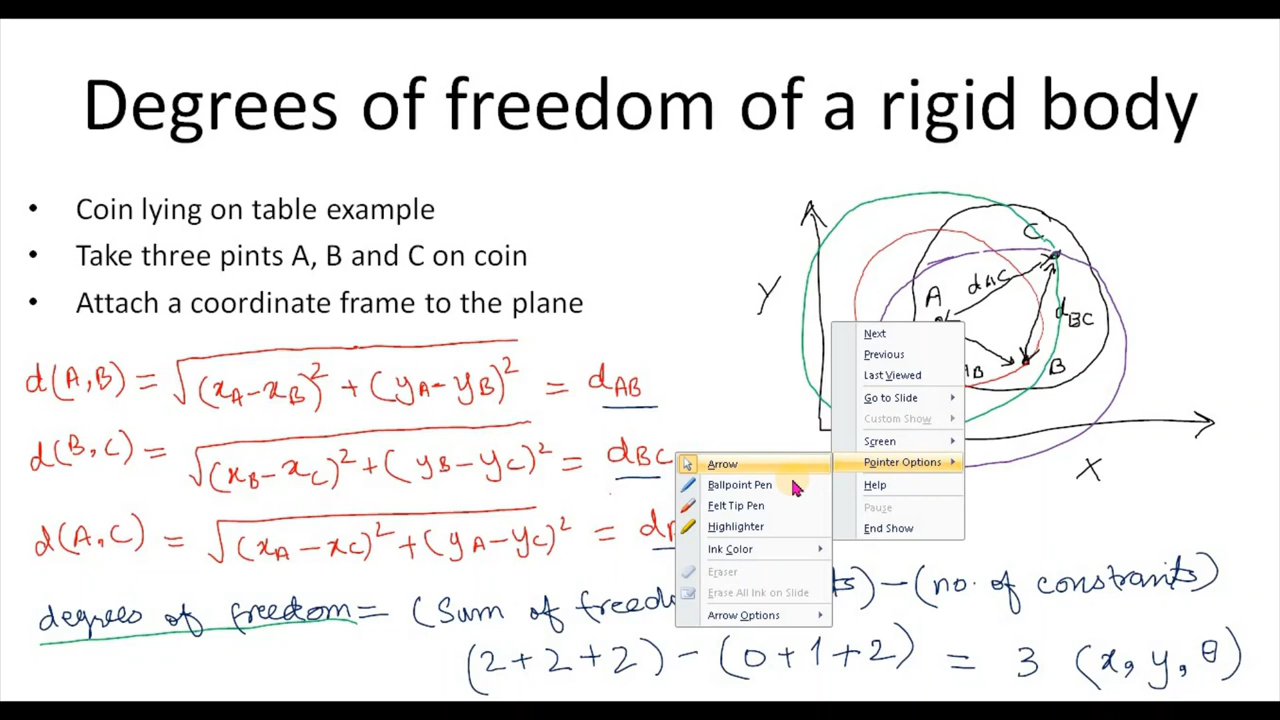 Degrees of freedom of a rigid body
• Coin lying on table example
• Take three pints A, B and C on coin
• Attach a coordinate frame to the plane
Y
X
A
B
C
dAC
dBC
AB
d(A,B) = √(xA-xB)² + (yA-yB)² = dAB
d(B,C) = √(xB-xC)² + (yB-yC)² = dBC
d(A,C) = √(xA-xC)² + (yA-yC)² =
degrees of freedom = (Sum of freed ts) - (no. of constrants)
(2+2+2) - (0+1+2) = 3 (x, y, θ)
Next
Previous
Last Viewed
Go to Slide
Custom Show
Screen
Pointer Options
Help
Pause
End Show
Arrow
Ballpoint Pen
Felt Tip Pen
Highlighter
Ink Color
Eraser
Erase All Ink on Slide
Arrow Options